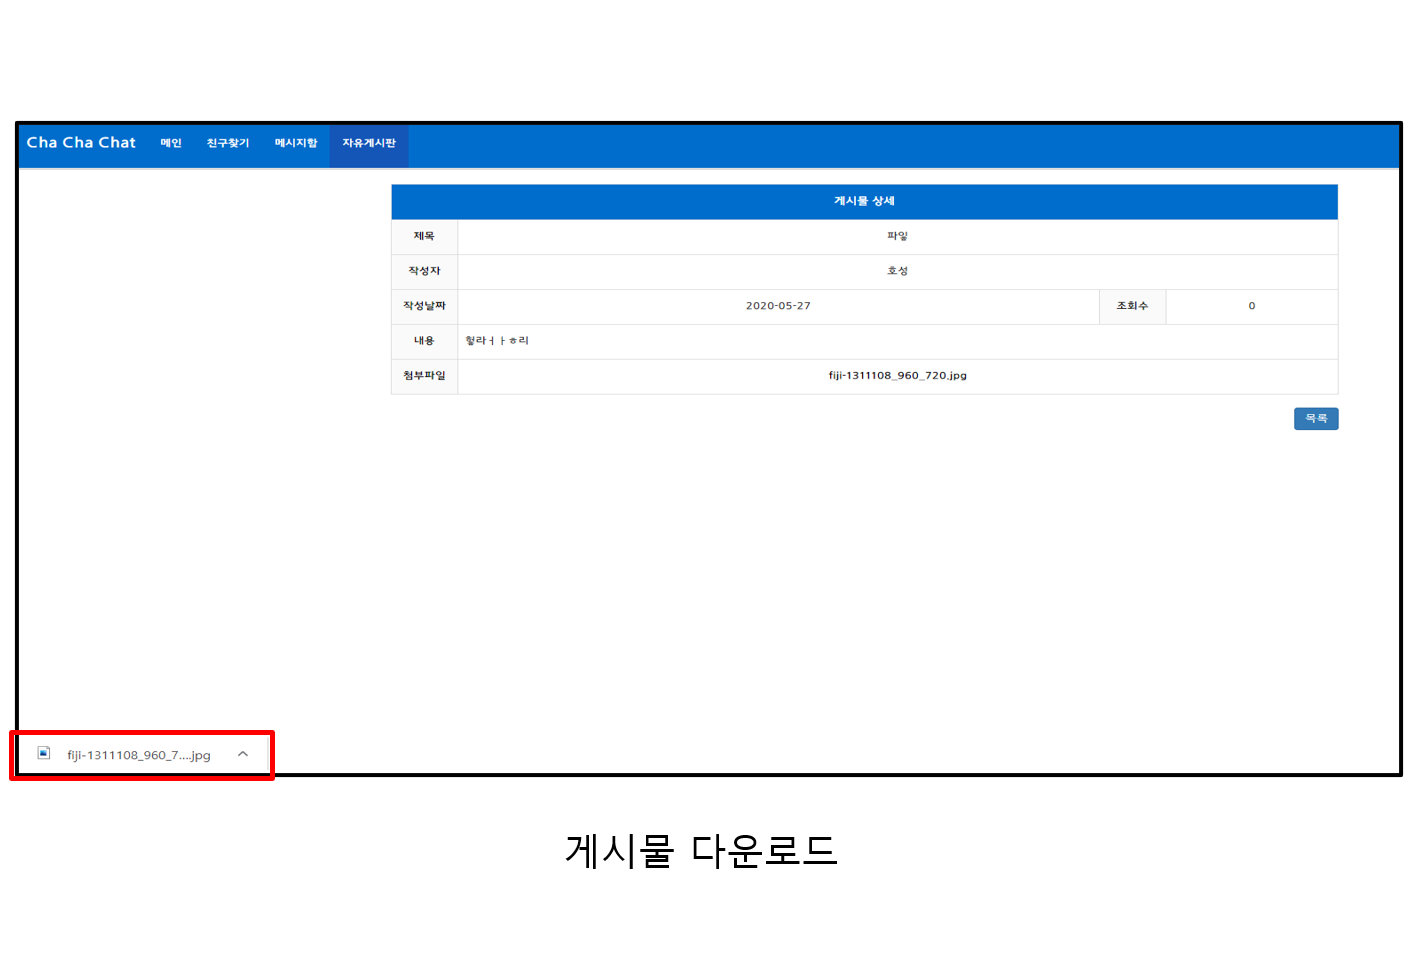 Cha Cha Chat 메인 친구찾기 메시지함 자유게시판
게시물 상세
제목 파잏
작성자 호성
작성날짜 2020-05-27 조회수 0
내용 헣라ㅓㅏㅎ리
첨부파일 fiji-1311108_960_720.jpg
목록
fiji-1311108_960_7....jpg
게시물 다운로드